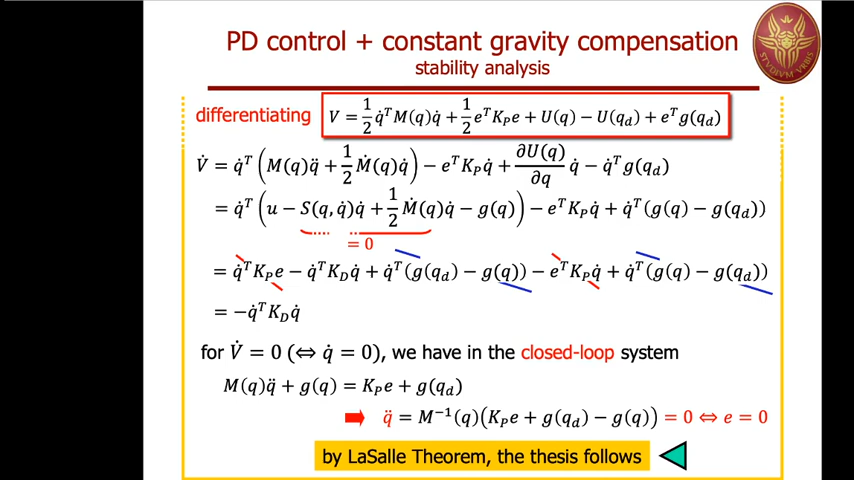 PD control + constant gravity compensation
stability analysis
STVDIVM VRBIS
differentiating V = 1/2 q̇ᵀM(q)q̇ + 1/2 eᵀK_P e + U(q) − U(q_d) + eᵀg(q_d)
V̇ = q̇ᵀ(M(q)q̈ + 1/2 Ṁ(q)q̇) − eᵀK_P q̇ + ∂U(q)/∂q q̇ − q̇ᵀg(q_d)
= q̇ᵀ(u − S(q, q̇)q̇ + 1/2 Ṁ(q)q̇ − g(q)) − eᵀK_P q̇ + q̇ᵀ(g(q) − g(q_d))
= 0
= q̇ᵀK_P e − q̇ᵀK_D q̇ + q̇ᵀ(g(q_d) − g(q)) − eᵀK_P q̇ + q̇ᵀ(g(q) − g(q_d))
= −q̇ᵀK_D q̇
for V̇ = 0 (⇔ q̇ = 0), we have in the closed-loop system
M(q)q̈ + g(q) = K_P e + g(q_d)
q̈ = M⁻¹(q)(K_P e + g(q_d) − g(q)) = 0 ⇔ e = 0
by LaSalle Theorem, the thesis follows